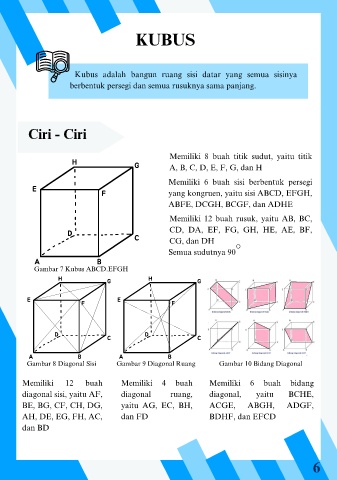 KUBUS
Kubus adalah bangun ruang sisi datar yang semua sisinya
berbentuk persegi dan semua rusuknya sama panjang.
Ciri - Ciri
Memiliki 8 buah titik sudut, yaitu titik
A, B, C, D, E, F, G, dan H
Memiliki 6 buah sisi berbentuk persegi
yang kongruen, yaitu sisi ABCD, EFGH,
ABFE, DCGH, BCGF, dan ADHE
Memiliki 12 buah rusuk, yaitu AB, BC,
CD, DA, EF, FG, GH, HE, AE, BF,
CG, dan DH
Semua sudutnya 90°
H G
E F
D C
A B
Gambar 7 Kubus ABCD.EFGH
H G H G
E F E F
D C D C
A B A B
Gambar 8 Diagonal Sisi Gambar 9 Diagonal Ruang Gambar 10 Bidang Diagonal
Memiliki 12 buah
diagonal sisi, yaitu AF,
BE, BG, CF, CH, DG,
AH, DE, EG, FH, AC,
dan BD
Memiliki 4 buah
diagonal ruang,
yaitu AG, EC, BH,
dan FD
Memiliki 6 buah bidang
diagonal, yaitu BCHE,
ACGE, ABGH, ADGF,
BDHF, dan EFCD
6